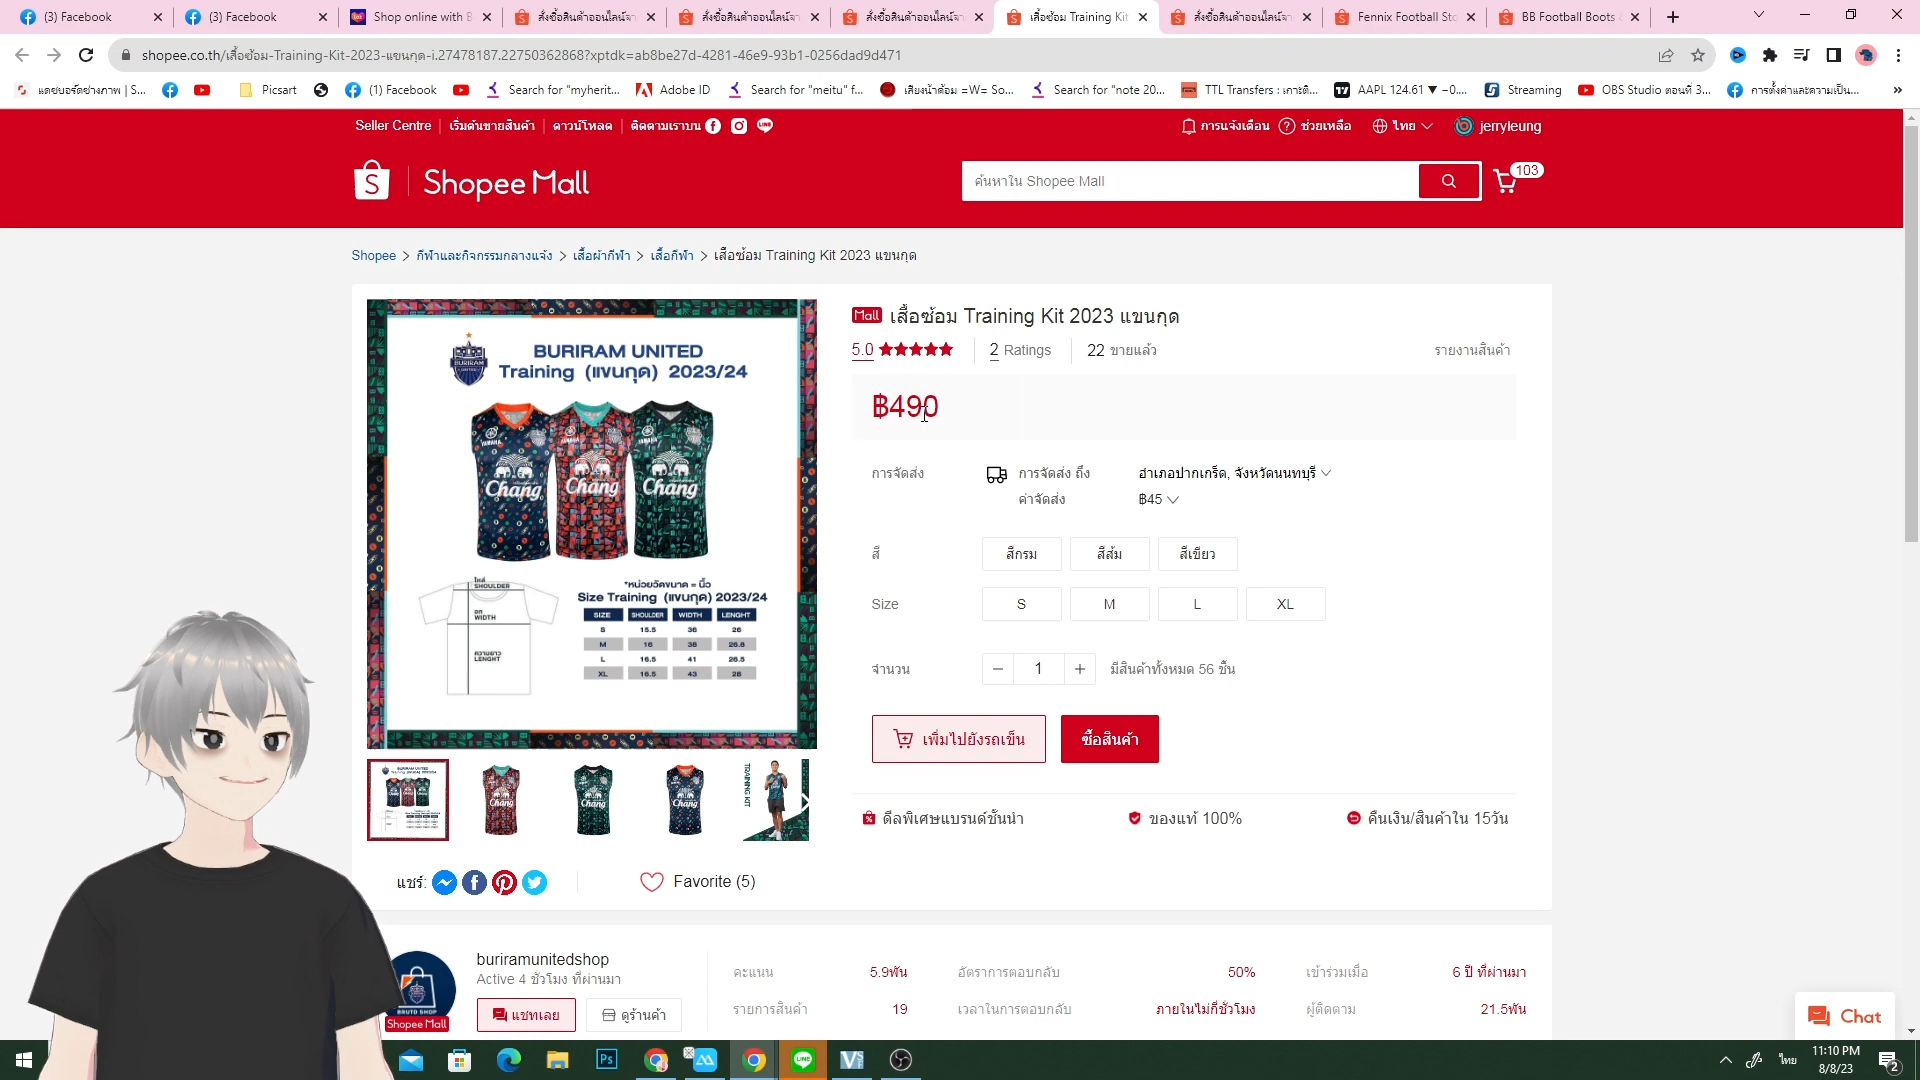 (3) Facebook
(3) Facebook
Shop online with B
สั่งซื้อสินค้าออนไลน์จา
สั่งซื้อสินค้าออนไลน์จา
สั่งซื้อสินค้าออนไลน์จา
เสื้อซ้อม Training Kit
สั่งซื้อสินค้าออนไลน์จา
Fennix Football Sto
BB Football Boots
shopee.co.th/เสื้อซ้อม-Training-Kit-2023-แขนกุด-i.27478187.22750362868?xptdk=ab8be27d-4281-46e9-93b1-0256dad9d471
แดชบอร์ดช่างภาพ | S...
Picsart
(1) Facebook
Search for "myherit...
Adobe ID
Search for "meitu" f...
เสียงน้าต้อม =W= So...
Search for "note 20...
TTL Transfers : เกาะติ...
AAPL 124.61 ▼ −0....
Streaming
OBS Studio ตอนที่ 3...
การตั้งค่าและความเป็น...
Seller Centre
เริ่มต้นขายสินค้า
ดาวน์โหลด
ติดตามเราบน
การแจ้งเตือน
ช่วยเหลือ
ไทย
jerryleung
Shopee Mall
ค้นหาใน Shopee Mall
103
Shopee > กีฬาและกิจกรรมกลางแจ้ง > เสื้อผ้ากีฬา > เสื้อกีฬา > เสื้อซ้อม Training Kit 2023 แขนกุด
BURIRAM UNITED
Training (แขนกุด) 2023/24
BURIRAM
YAMAHA
YAMAHA
YAMAHA
Chang
Chang
Chang
ไหล่
SHOULDER
อก
WIDTH
ความยาว
LENGHT
*หน่วยวัดขนาด = นิ้ว
Size Training (แขนกุด) 2023/24
SIZE SHOULDER WIDTH LENGHT
S 15.5 36 26
M 16 38 26.8
L 16.5 41 26.5
XL 16.5 43 28
TRAINING KIT
Mall เสื้อซ้อม Training Kit 2023 แขนกุด
5.0
2 Ratings
22 ขายแล้ว
รายงานสินค้า
฿490
การจัดส่ง
การจัดส่ง ถึง
อำเภอปากเกร็ด, จังหวัดนนทบุรี
ค่าจัดส่ง
฿45
สี
สีกรม
สีส้ม
สีเขียว
Size
S
M
L
XL
จำนวน
− 1 +
มีสินค้าทั้งหมด 56 ชิ้น
เพิ่มไปยังรถเข็น
ซื้อสินค้า
ดีลพิเศษแบรนด์ชั้นนำ
ของแท้ 100%
คืนเงิน/สินค้าใน 15วัน
แชร์:
Favorite (5)
BRUTD SHOP
Shopee Mall
buriramunitedshop
Active 4 ชั่วโมง ที่ผ่านมา
แชทเลย
ดูร้านค้า
คะแนน
5.9พัน
อัตราการตอบกลับ
50%
เข้าร่วมเมื่อ
6 ปี ที่ผ่านมา
รายการสินค้า
19
เวลาในการตอบกลับ
ภายในไม่กี่ชั่วโมง
ผู้ติดตาม
21.5พัน
Chat
Ps
LINE
ไทย
11:10 PM
8/8/23
2